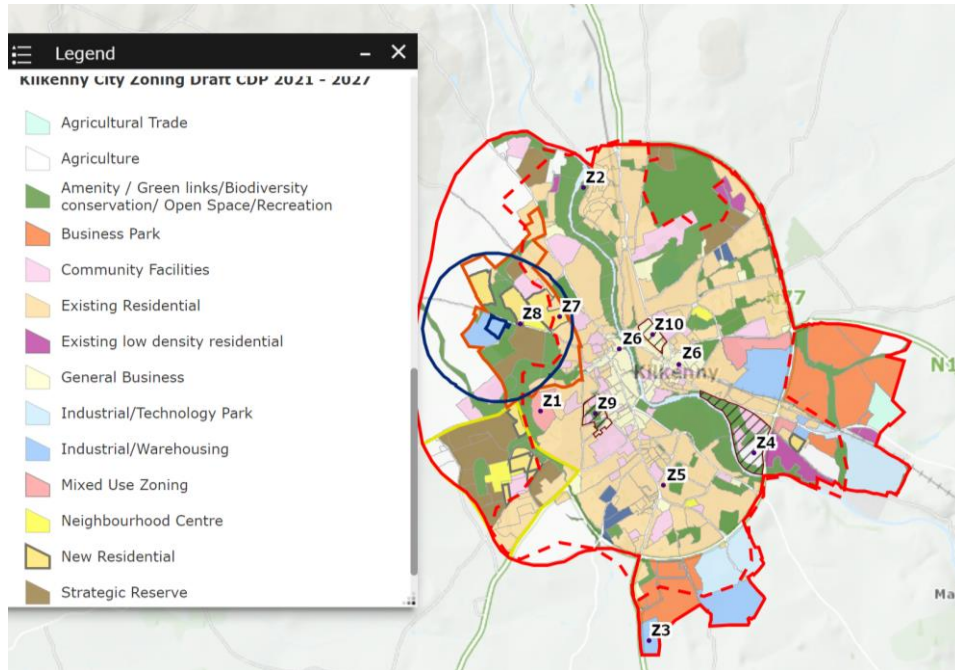 Legend
Kilkenny City Zoning Draft CDP 2021 - 2027
Agricultural Trade
Agriculture
Amenity / Green links/Biodiversity
conservation/ Open Space/Recreation
Business Park
Community Facilities
Existing Residential
Existing low density residential
General Business
Industrial/Technology Park
Industrial/Warehousing
Mixed Use Zoning
Neighbourhood Centre
New Residential
Strategic Reserve
Z2
N77
Z8
Z7
Z10
Z6
Z6
Kilkenny
N1
Z1
Z9
Z4
Z5
Ma
Z3